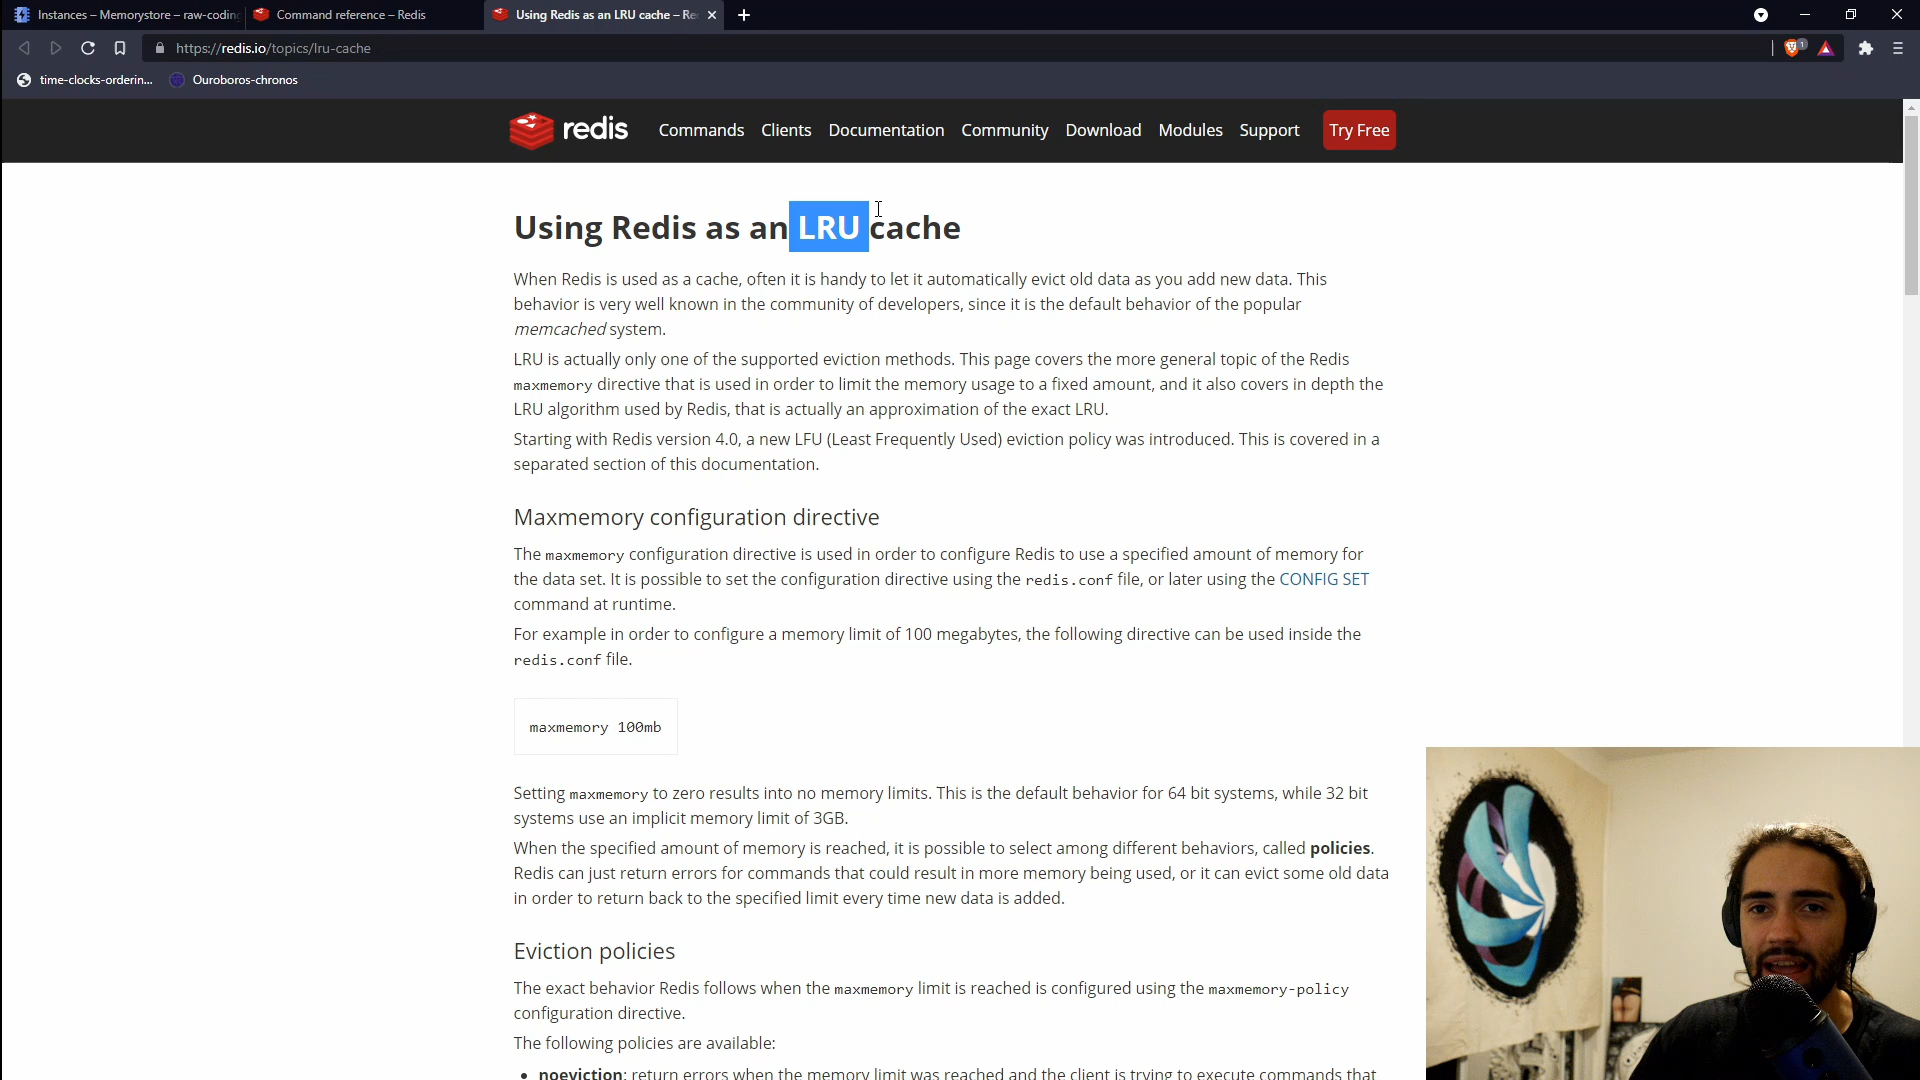 Instances – Memorystore – raw-coding
Command reference – Redis
Using Redis as an LRU cache – Re
https://redis.io/topics/lru-cache
1
time-clocks-orderin...
Ouroboros-chronos
redis
Commands Clients Documentation Community Download Modules Support Try Free
Using Redis as an LRU cache
When Redis is used as a cache, often it is handy to let it automatically evict old data as you add new data. This
behavior is very well known in the community of developers, since it is the default behavior of the popular
memcached system.
LRU is actually only one of the supported eviction methods. This page covers the more general topic of the Redis
maxmemory directive that is used in order to limit the memory usage to a fixed amount, and it also covers in depth the
LRU algorithm used by Redis, that is actually an approximation of the exact LRU.
Starting with Redis version 4.0, a new LFU (Least Frequently Used) eviction policy was introduced. This is covered in a
separated section of this documentation.
Maxmemory configuration directive
The maxmemory configuration directive is used in order to configure Redis to use a specified amount of memory for
the data set. It is possible to set the configuration directive using the redis.conf file, or later using the CONFIG SET
command at runtime.
For example in order to configure a memory limit of 100 megabytes, the following directive can be used inside the
redis.conf file.
maxmemory 100mb
Setting maxmemory to zero results into no memory limits. This is the default behavior for 64 bit systems, while 32 bit
systems use an implicit memory limit of 3GB.
When the specified amount of memory is reached, it is possible to select among different behaviors, called policies.
Redis can just return errors for commands that could result in more memory being used, or it can evict some old data
in order to return back to the specified limit every time new data is added.
Eviction policies
The exact behavior Redis follows when the maxmemory limit is reached is configured using the maxmemory-policy
configuration directive.
The following policies are available:
• noeviction: return errors when the memory limit was reached and the client is trying to execute commands that